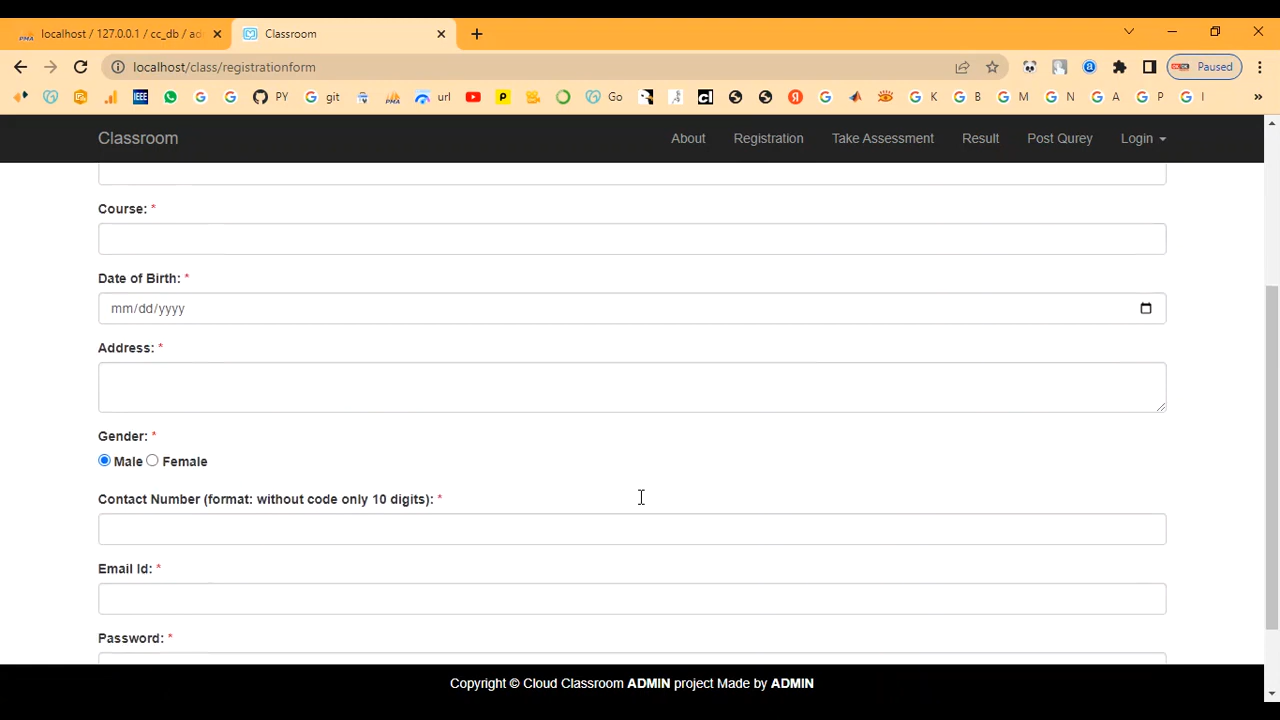 localhost / 127.0.0.1 / cc_db / ad
Classroom
localhost/class/registrationform
Paused
IEEE
PY
git
url
Go
K
B
M
N
A
P
I
Classroom
About
Registration
Take Assessment
Result
Post Qurey
Login
Course: *
Date of Birth: *
mm/dd/yyyy
Address: *
Gender: *
Male Female
Contact Number (format: without code only 10 digits): *
Email Id: *
Password: *
Copyright © Cloud Classroom ADMIN project Made by ADMIN